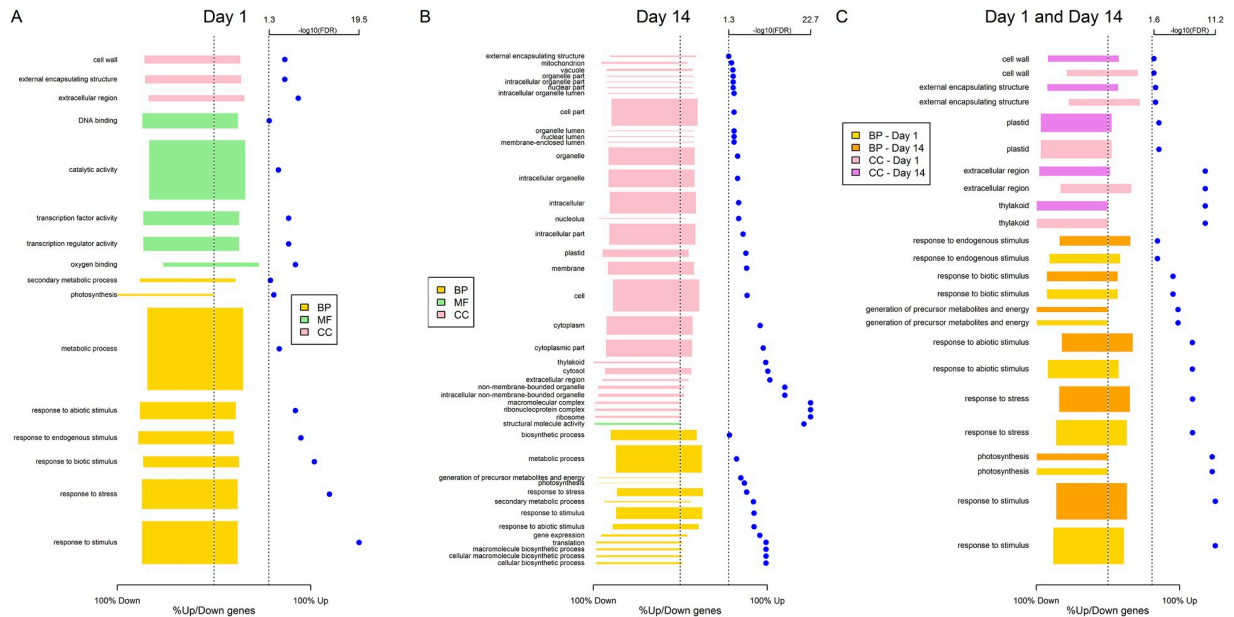 A
Day 1
1.3
19.5
-log10(FDR)
cell wall
external encapsulating structure
extracellular region
DNA binding
catalytic activity
transcription factor activity
transcription regulator activity
oxygen binding
secondary metabolic process
photosynthesis
metabolic process
response to abiotic stimulus
response to endogenous stimulus
response to biotic stimulus
response to stress
response to stimulus
BP
MF
CC
100% Down
100% Up
%Up/Down genes
B
Day 14
1.3
22.7
-log10(FDR)
external encapsulating structure
mitochondrion
vacuole
organelle part
intracellular organelle part
nuclear part
intracellular organelle lumen
cell part
organelle lumen
nuclear lumen
membrane-enclosed lumen
organelle
intracellular organelle
intracellular
nucleolus
intracellular part
plastid
membrane
cell
cytoplasm
cytoplasmic part
thylakoid
cytosol
extracellular region
non-membrane-bounded organelle
intracellular non-membrane-bounded organelle
macromolecular complex
ribonucleoprotein complex
ribosome
structural molecule activity
biosynthetic process
metabolic process
generation of precursor metabolites and energy
photosynthesis
response to stress
secondary metabolic process
response to stimulus
response to abiotic stimulus
gene expression
translation
macromolecule biosynthetic process
cellular macromolecule biosynthetic process
cellular biosynthetic process
BP
MF
CC
100% Down
100% Up
%Up/Down genes
C
Day 1 and Day 14
1.6
11.2
-log10(FDR)
cell wall
cell wall
external encapsulating structure
external encapsulating structure
plastid
plastid
extracellular region
extracellular region
thylakoid
thylakoid
response to endogenous stimulus
response to endogenous stimulus
response to biotic stimulus
response to biotic stimulus
generation of precursor metabolites and energy
generation of precursor metabolites and energy
response to abiotic stimulus
response to abiotic stimulus
response to stress
response to stress
photosynthesis
photosynthesis
response to stimulus
response to stimulus
BP - Day 1
BP - Day 14
CC - Day 1
CC - Day 14
100% Down
100% Up
%Up/Down genes